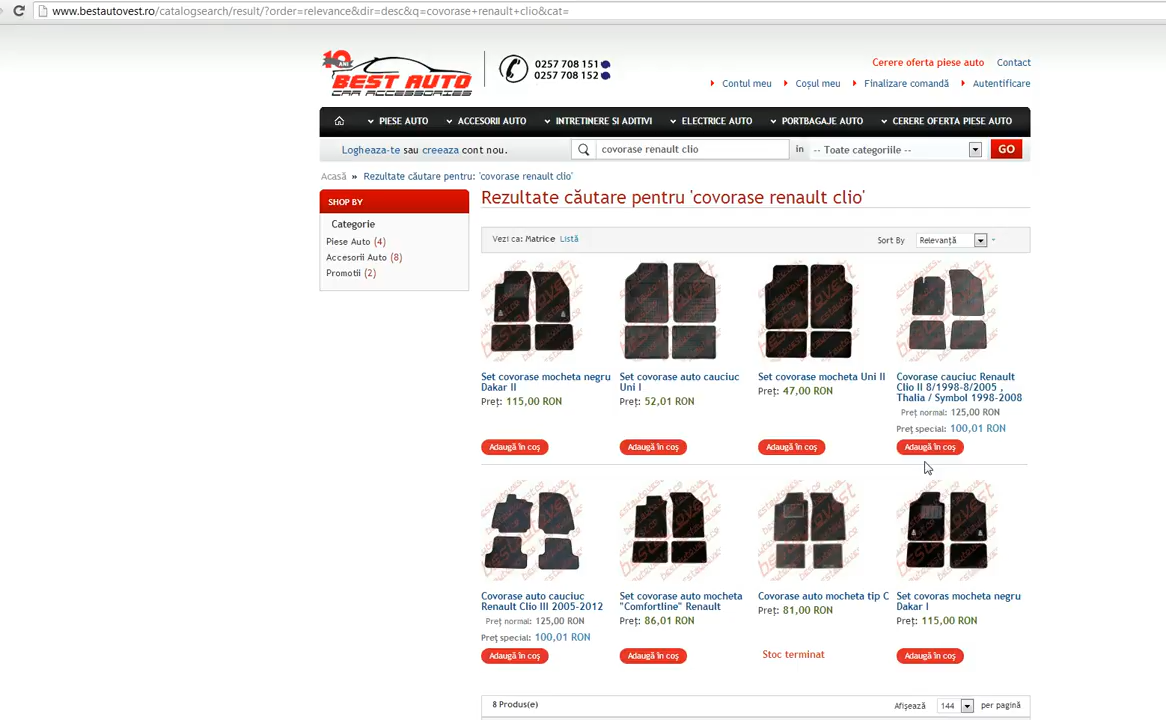 www.bestautovest.ro/catalogsearch/result/?order=relevance&dir=desc&q=covorase+renault+clio&cat=
10 ANI
BEST AUTO
CAR ACCESSORIES
0257 708 151
0257 708 152
Cerere oferta piese auto Contact
Contul meu Coșul meu Finalizare comandă Autentificare
PIESE AUTO ACCESORII AUTO INTRETINERE SI ADITIVI ELECTRICE AUTO PORTBAGAJE AUTO CERERE OFERTA PIESE AUTO
Logheaza-te sau creeaza cont nou. covorase renault clio in -- Toate categoriile -- GO
Acasă » Rezultate căutare pentru: 'covorase renault clio'
SHOP BY
Categorie
Piese Auto (4)
Accesorii Auto (8)
Promotii (2)
Rezultate căutare pentru 'covorase renault clio'
Vezi ca: Matrice Listă Sort By Relevanță
Set covorase mocheta negru
Dakar II
Preț: 115,00 RON
Adaugă în coș
Set covorase auto cauciuc
Uni I
Preț: 52,01 RON
Adaugă în coș
Set covorase mocheta Uni II
Preț: 47,00 RON
Adaugă în coș
Covorase cauciuc Renault
Clio II 8/1998-8/2005 ,
Thalia / Symbol 1998-2008
Preț normal: 125,00 RON
Preț special: 100,01 RON
Adaugă în coș
Covorase auto cauciuc
Renault Clio III 2005-2012
Preț normal: 125,00 RON
Preț special: 100,01 RON
Adaugă în coș
Set covorase auto mocheta
"Comfortline" Renault
Preț: 86,01 RON
Adaugă în coș
Covorase auto mocheta tip C
Preț: 81,00 RON
Stoc terminat
Set covoras mocheta negru
Dakar I
Preț: 115,00 RON
Adaugă în coș
8 Produs(e) Afișează 144 per pagină